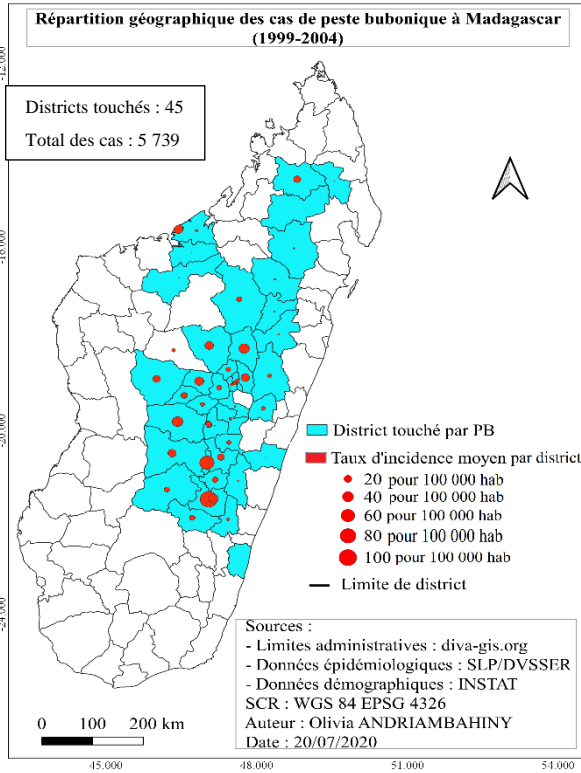 Répartition géographique des cas de peste bubonique à Madagascar
(1999-2004)
Districts touchés : 45
Total des cas : 5 739
-12.000
-16.000
-20.000
-24.000
District touché par PB
Taux d'incidence moyen par district
20 pour 100 000 hab
40 pour 100 000 hab
60 pour 100 000 hab
80 pour 100 000 hab
100 pour 100 000 hab
Limite de district
Sources :
- Limites administratives : diva-gis.org
- Données épidémiologiques : SLP/DVSSER
- Données démographiques : INSTAT
SCR : WGS 84 EPSG 4326
Auteur : Olivia ANDRIAMBAHINY
Date : 20/07/2020
0 100 200 km
45.000 48.000 51.000 54.000